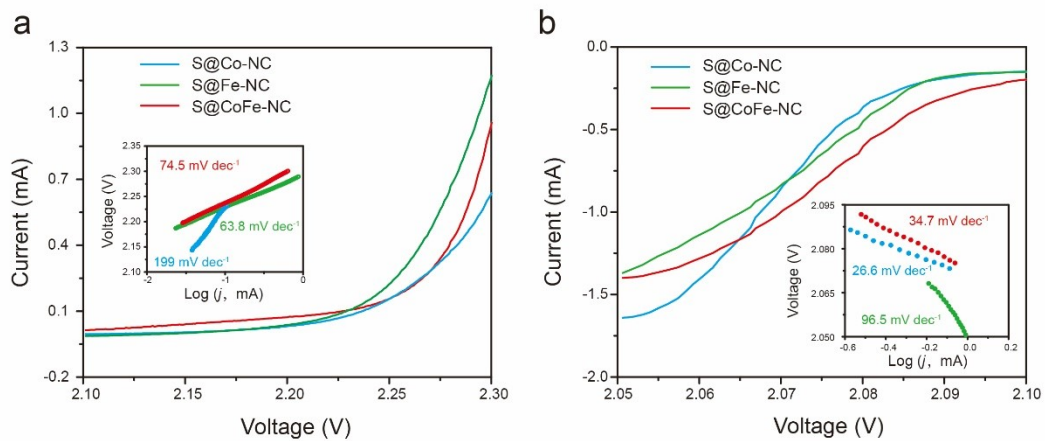 a
1.3
1.0
0.7
0.4
0.1
-0.2
Current (mA)
S@Co-NC
S@Fe-NC
S@CoFe-NC
2.35
2.30
2.25
2.20
2.15
2.10
Voltage (V)
74.5 mV dec⁻¹
63.8 mV dec⁻¹
199 mV dec⁻¹
-2
-1
0
Log (j, mA)
2.10
2.15
2.20
2.25
2.30
Voltage (V)
b
0.0
-0.5
-1.0
-1.5
-2.0
Current (mA)
S@Co-NC
S@Fe-NC
S@CoFe-NC
2.095
2.080
2.065
2.050
Voltage (V)
34.7 mV dec⁻¹
26.6 mV dec⁻¹
96.5 mV dec⁻¹
-0.6
-0.4
-0.2
0.0
0.2
Log (j, mA)
2.05
2.06
2.07
2.08
2.09
2.10
Voltage (V)